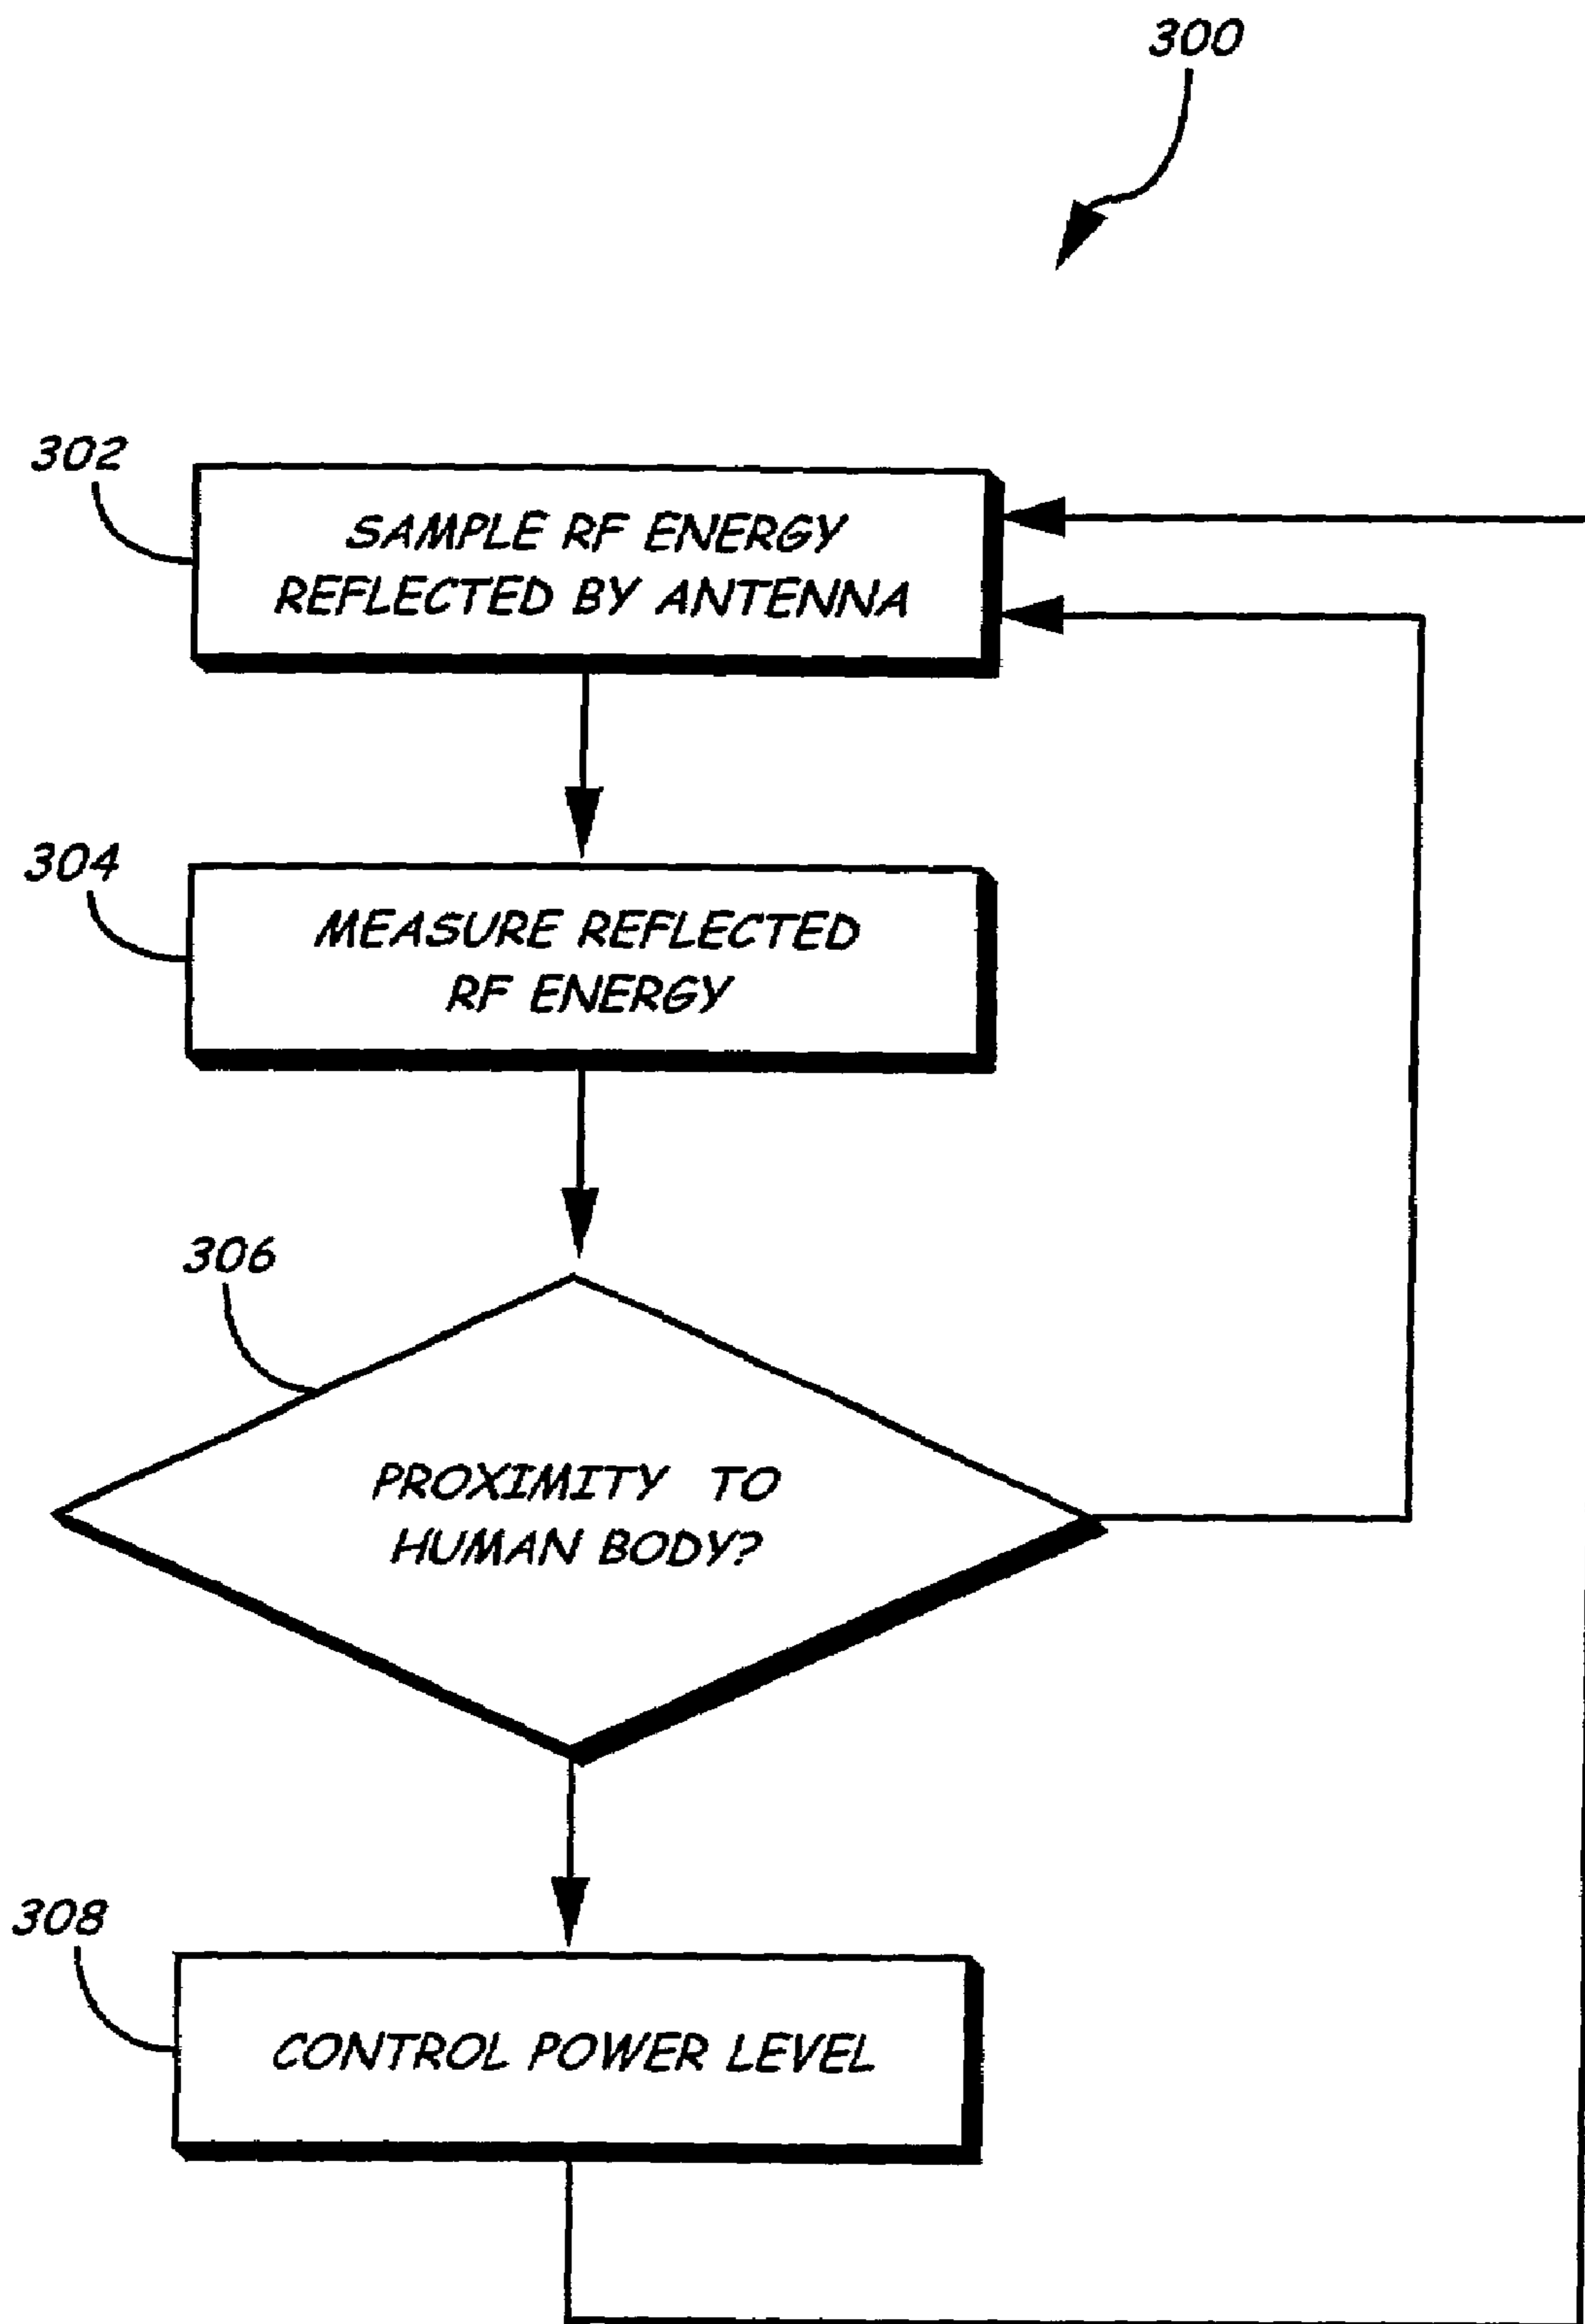 300
302
SAMPLE RF ENERGY
REFLECTED BY ANTENNA
304
MEASURE REFLECTED
RF ENERGY
306
PROXIMITY TO
HUMAN BODY?
308
CONTROL POWER LEVEL